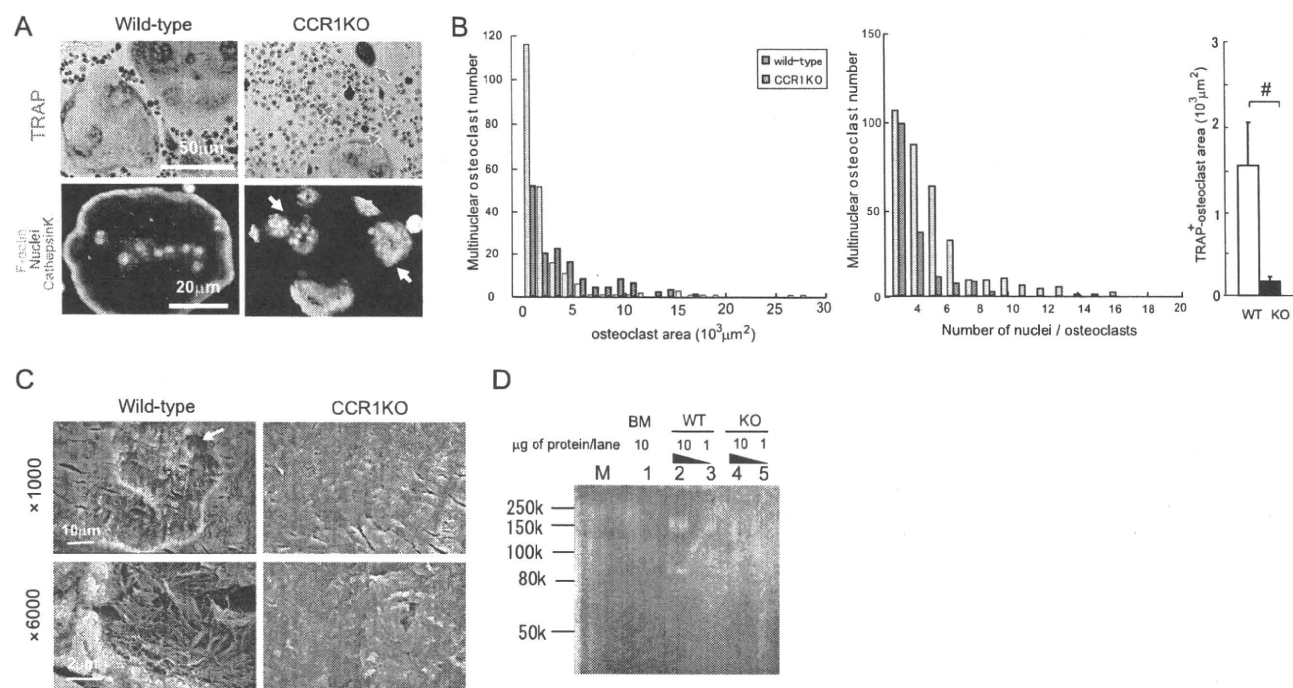 A
Wild-type CCR1KO
TRAP
50μm
F-actin
Nuclei
CathepsinK
20μm
B
Multinuclear osteoclast number
120
100
80
60
40
20
0
wild-type
CCR1KO
0 5 10 15 20 25 30
osteoclast area (10³μm²)
Multinuclear osteoclast number
150
100
50
0
4 6 8 10 12 14 16 18 20
Number of nuclei / osteoclasts
TRAP⁺-osteoclast area (10³μm²)
3
2
1
0
#
WT KO
C
Wild-type CCR1KO
×1000
10μm
×6000
2μm
D
BM WT KO
μg of protein/lane 10 10 1 10 1
M 1 2 3 4 5
250k
150k
100k
80k
50k